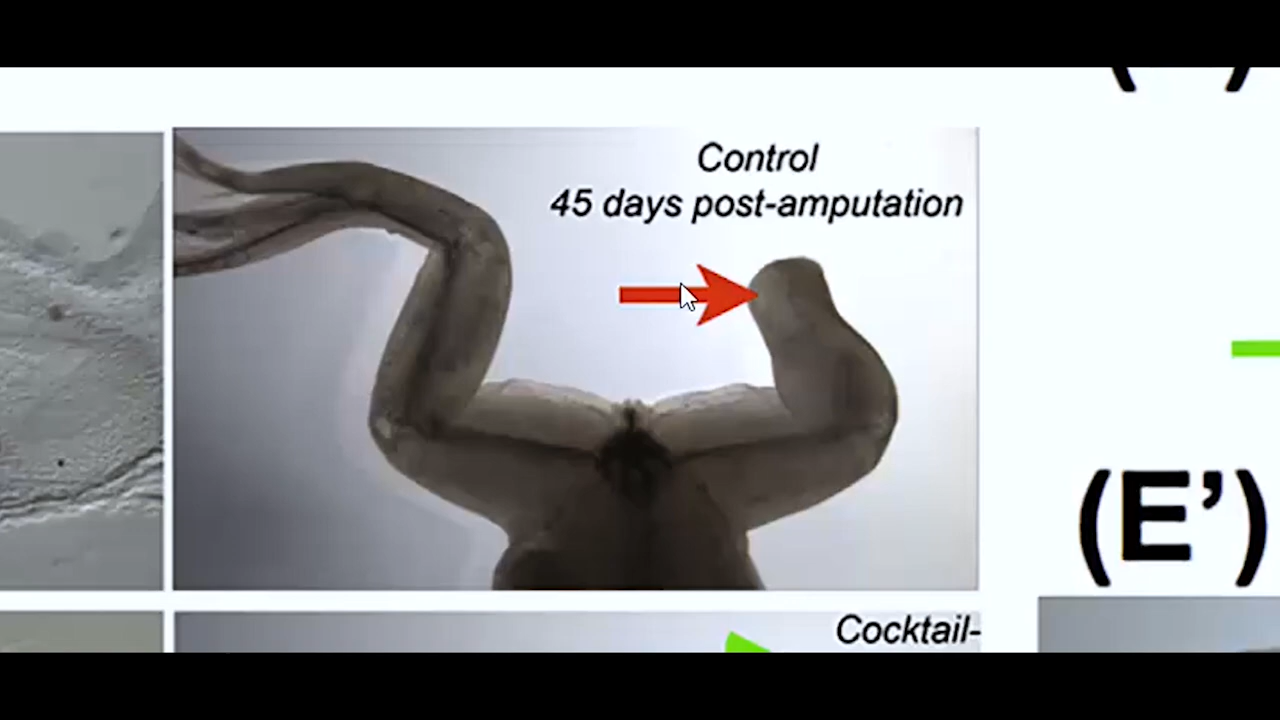 Control
45 days post-amputation
(E’)
Cocktail-